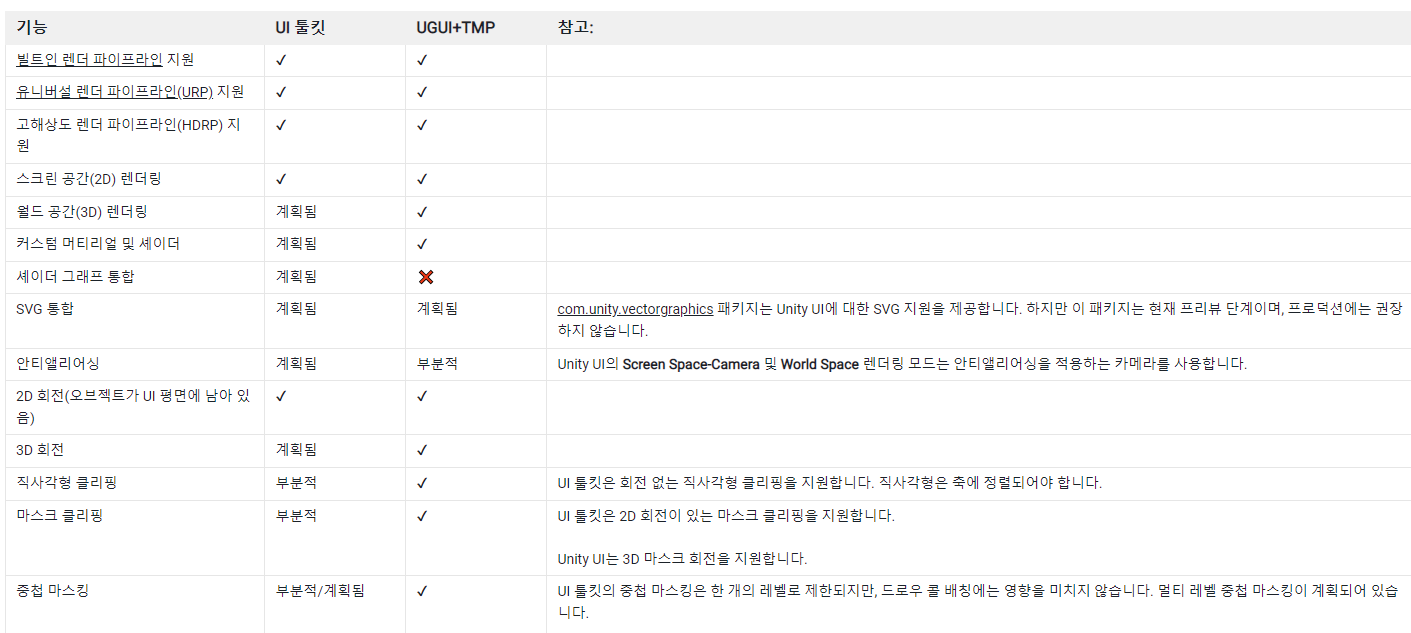 기능 UI 툴킷 UGUI+TMP 참고:
빌트인 렌더 파이프라인 지원 ✓ ✓
유니버설 렌더 파이프라인(URP) 지원 ✓ ✓
고해상도 렌더 파이프라인(HDRP) 지 ✓ ✓
원
스크린 공간(2D) 렌더링 ✓ ✓
월드 공간(3D) 렌더링 계획됨 ✓
커스텀 머티리얼 및 셰이더 계획됨 ✓
셰이더 그래프 통합 계획됨 ❌
SVG 통합 계획됨 계획됨 com.unity.vectorgraphics 패키지는 Unity UI에 대한 SVG 지원을 제공합니다. 하지만 이 패키지는 현재 프리뷰 단계이며, 프로덕션에는 권장
하지 않습니다.
안티앨리어싱 계획됨 부분적 Unity UI의 Screen Space-Camera 및 World Space 렌더링 모드는 안티앨리어싱을 적용하는 카메라를 사용합니다.
2D 회전(오브젝트가 UI 평면에 남아 있 ✓ ✓
음)
3D 회전 계획됨 ✓
직사각형 클리핑 부분적 ✓ UI 툴킷은 회전 없는 직사각형 클리핑을 지원합니다. 직사각형은 축에 정렬되어야 합니다.
마스크 클리핑 부분적 ✓ UI 툴킷은 2D 회전이 있는 마스크 클리핑을 지원합니다.
Unity UI는 3D 마스크 회전을 지원합니다.
중첩 마스킹 부분적/계획됨 ✓ UI 툴킷의 중첩 마스킹은 한 개의 레벨로 제한되지만, 드로우 콜 배칭에는 영향을 미치지 않습니다. 멀티 레벨 중첩 마스킹이 계획되어 있습
니다.